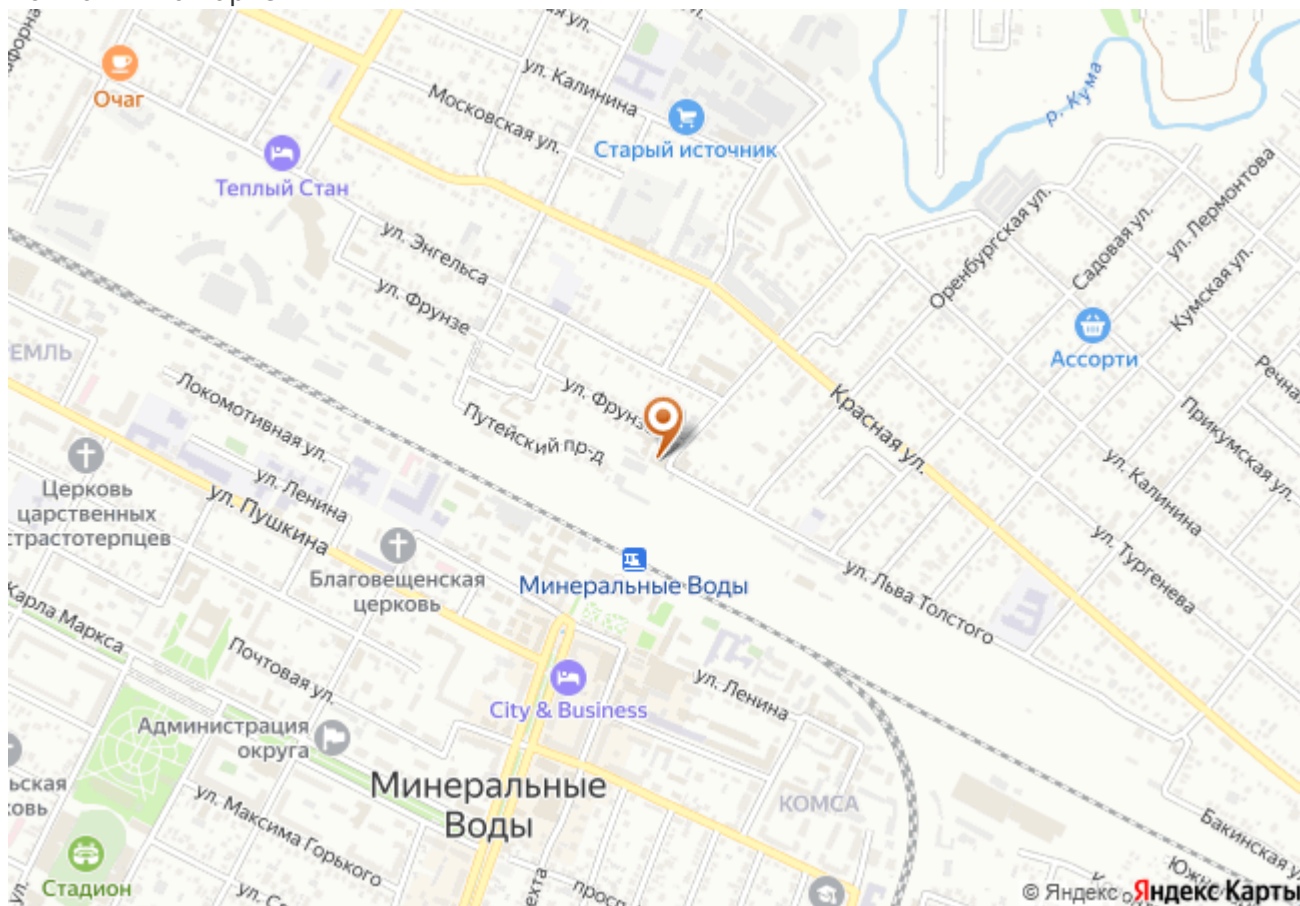 ул. Калинина
Очаг
Московская ул.
Старый источник
р. Кума
Теплый Стан
ул. Энгельса
ул. Фрунзе
Оренбургская ул.
Садовая ул.
ул. Лермонтова
Кумская ул.
Ассорти
Локомотивная ул.
ул. Фрунзе
Путейский пр-д
Красная ул.
Прикумская ул.
ул. Калинина
Церковь
царственных
страстотерпцев
ул. Ленина
ул. Пушкина
Благовещенская
церковь
Минеральные Воды
ул. Тургенева
ул. Льва Толстого
Карла Маркса
Почтовая ул.
ул. Ленина
City & Business
Администрация
округа
Минеральные
Воды
КОМСА
ул. Максима Горького
Бакинская у
Стадион
© Яндекс
Яндекс Карты